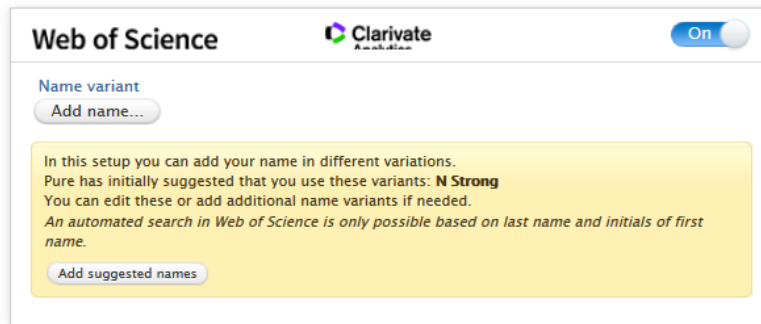 Web of Science
Clarivate
Analytics
On
Name variant
Add name...
In this setup you can add your name in different variations.
Pure has initially suggested that you use these variants: N Strong
You can edit these or add additional name variants if needed.
An automated search in Web of Science is only possible based on last name and initials of first
name.
Add suggested names